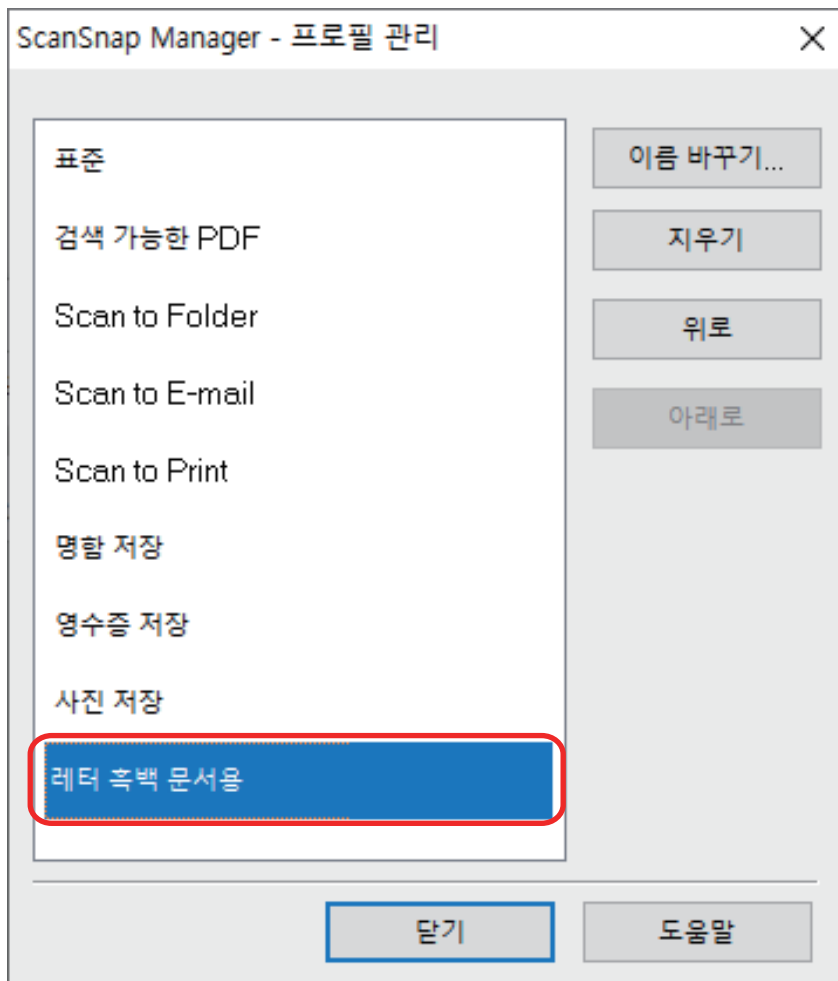 ScanSnap Manager - 프로필 관리
표준
검색 가능한 PDF
Scan to Folder
Scan to E-mail
Scan to Print
명함 저장
영수증 저장
사진 저장
레터 흑백 문서용
이름 바꾸기...
지우기
위로
아래로
닫기
도움말